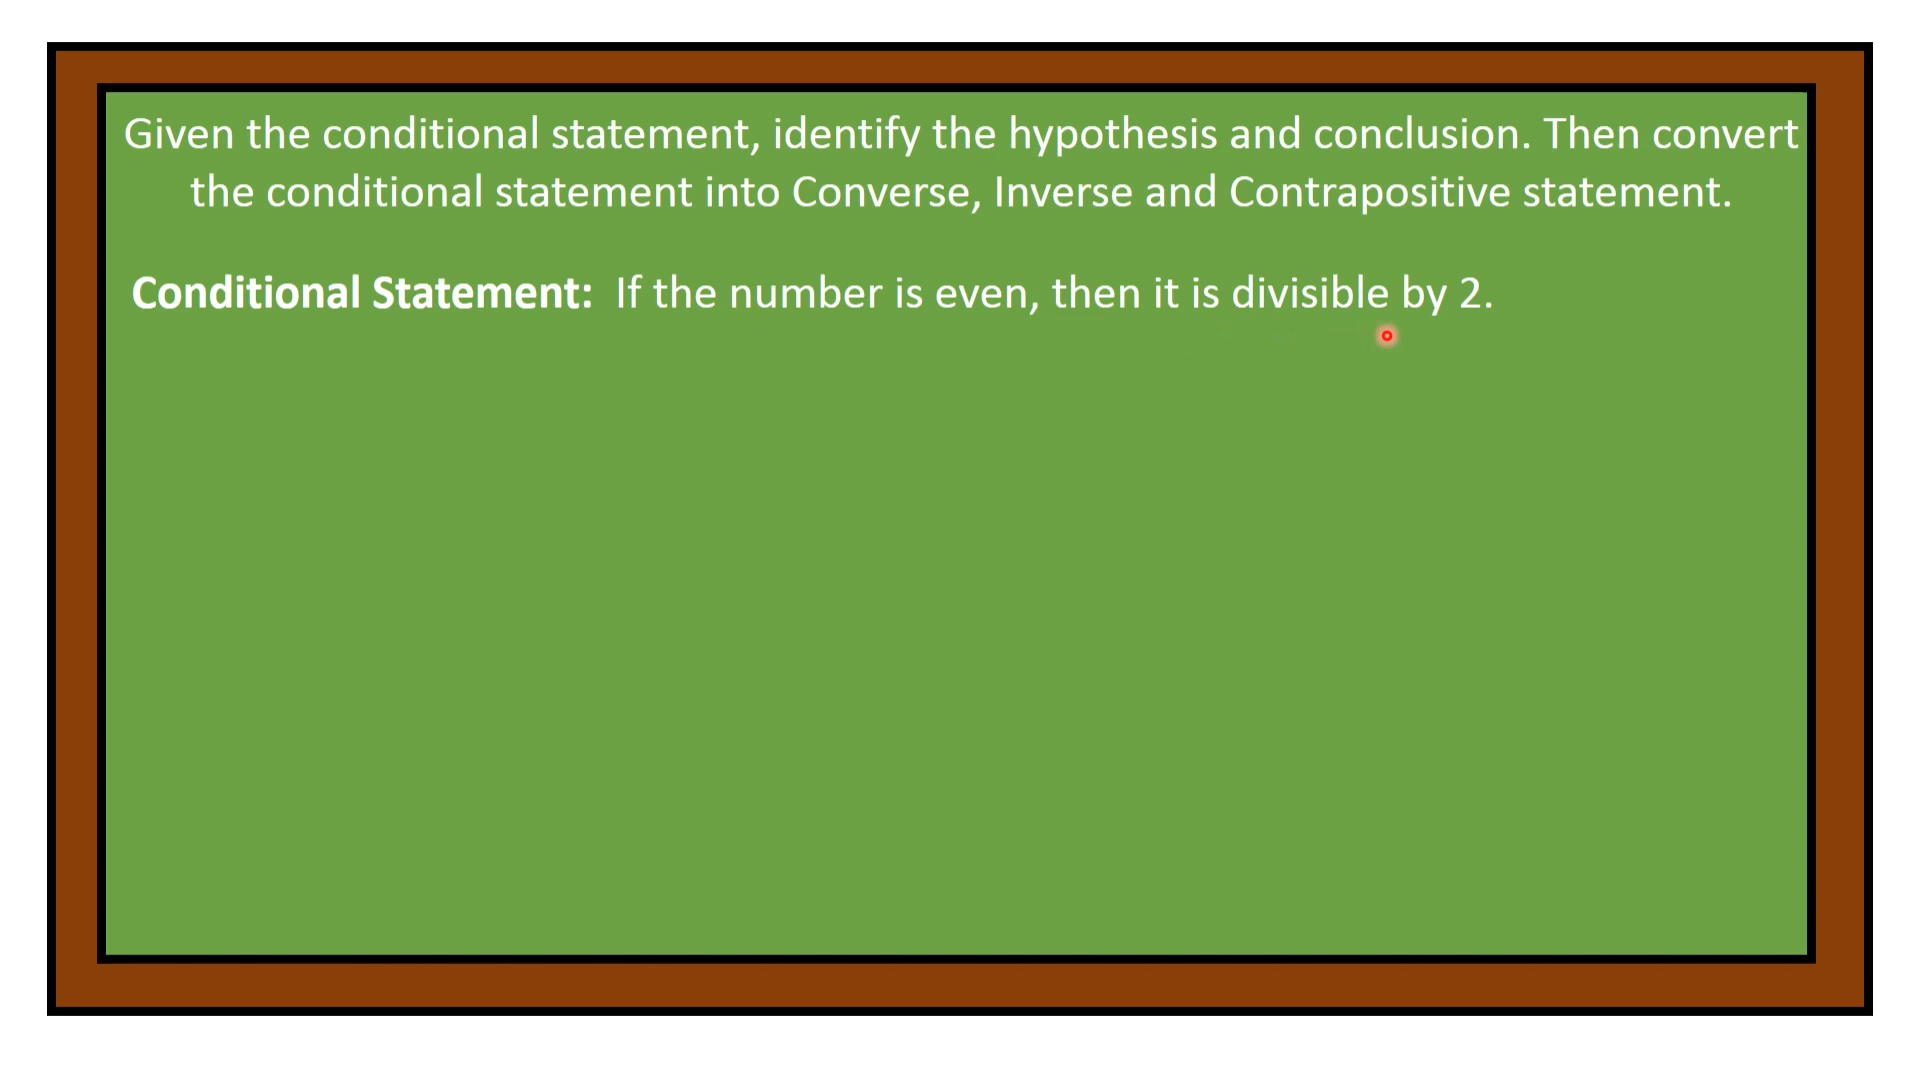 Given the conditional statement, identify the hypothesis and conclusion. Then convert
the conditional statement into Converse, Inverse and Contrapositive statement.
Conditional Statement: If the number is even, then it is divisible by 2.